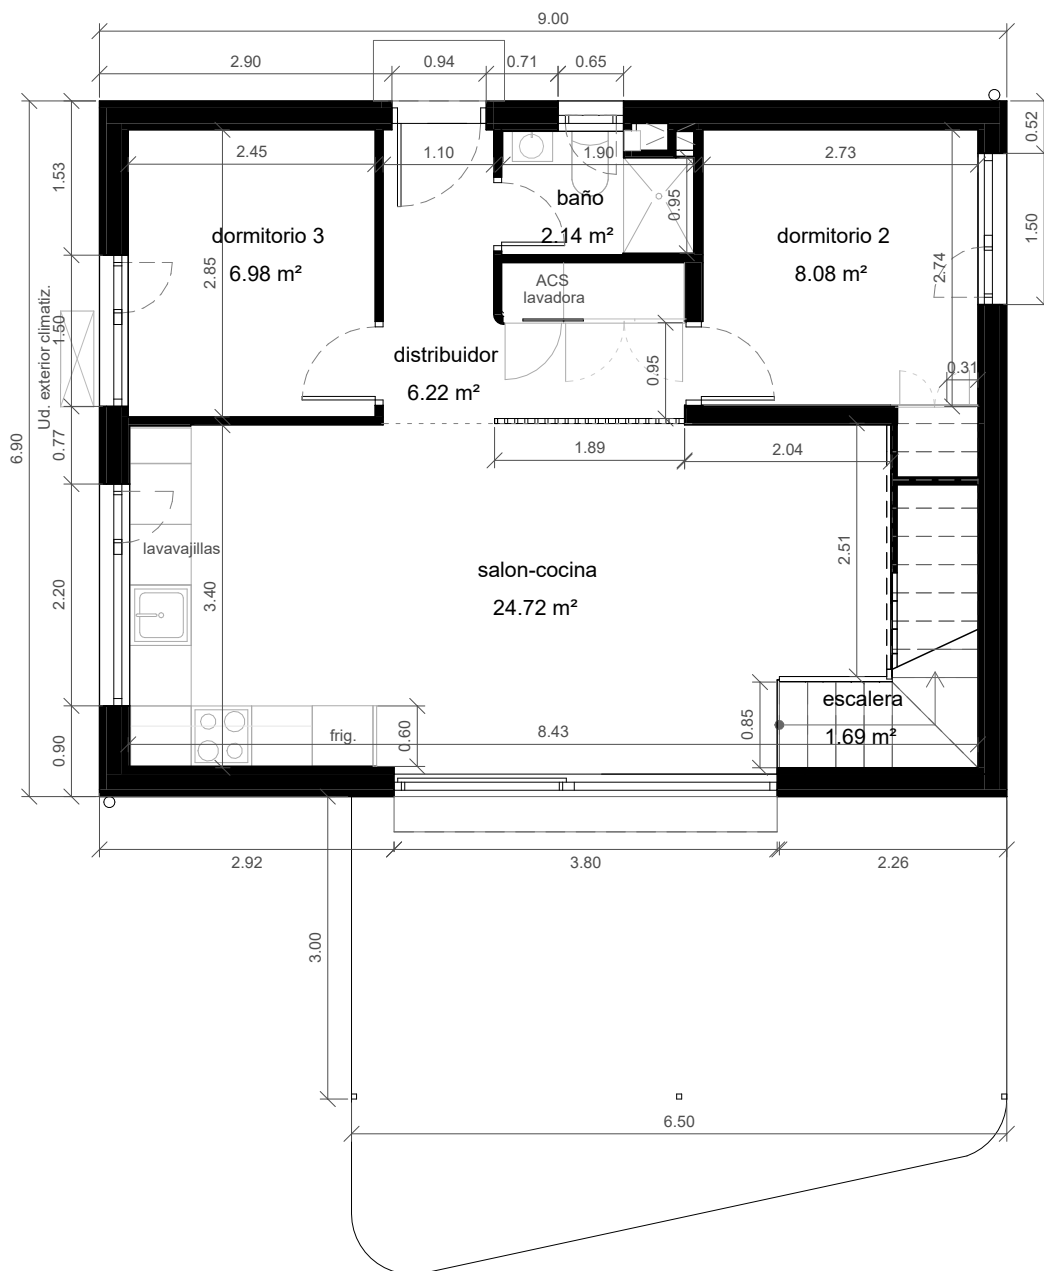 9.00
2.90
0.94
0.71
0.65
0.52
1.53
2.45
1.10
1.90
2.73
baño
2.14 m²
0.95
1.50
dormitorio 3
6.98 m²
2.85
dormitorio 2
8.08 m²
2.74
ACS
lavadora
Ud. exterior climatiz.
1.50
distribuidor
6.22 m²
0.95
0.31
6.90
0.77
1.89
2.04
lavavajillas
2.20
3.40
salon-cocina
24.72 m²
2.51
escalera
1.69 m²
0.90
frig.
0.60
8.43
0.85
2.92
3.80
2.26
3.00
6.50